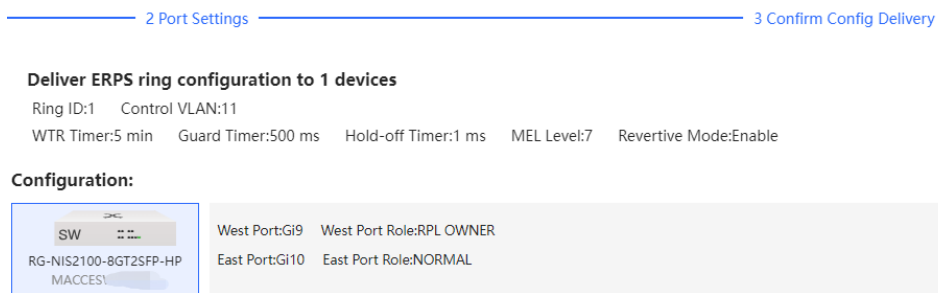 2 Port Settings 3 Confirm Config Delivery
Deliver ERPS ring configuration to 1 devices
Ring ID:1 Control VLAN:11
WTR Timer:5 min Guard Timer:500 ms Hold-off Timer:1 ms MEL Level:7 Revertive Mode:Enable
Configuration:
SW
West Port:Gi9 West Port Role:RPL OWNER
RG-NIS2100-8GT2SFP-HP
East Port:Gi10 East Port Role:NORMAL